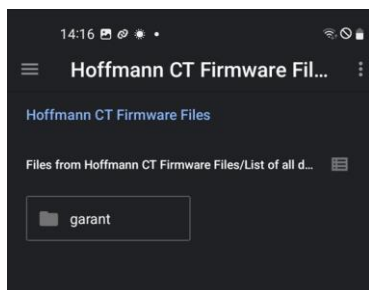 14:16
Hoffmann CT Firmware Fil...
Hoffmann CT Firmware Files
Files from Hoffmann CT Firmware Files/List of all d...
garant